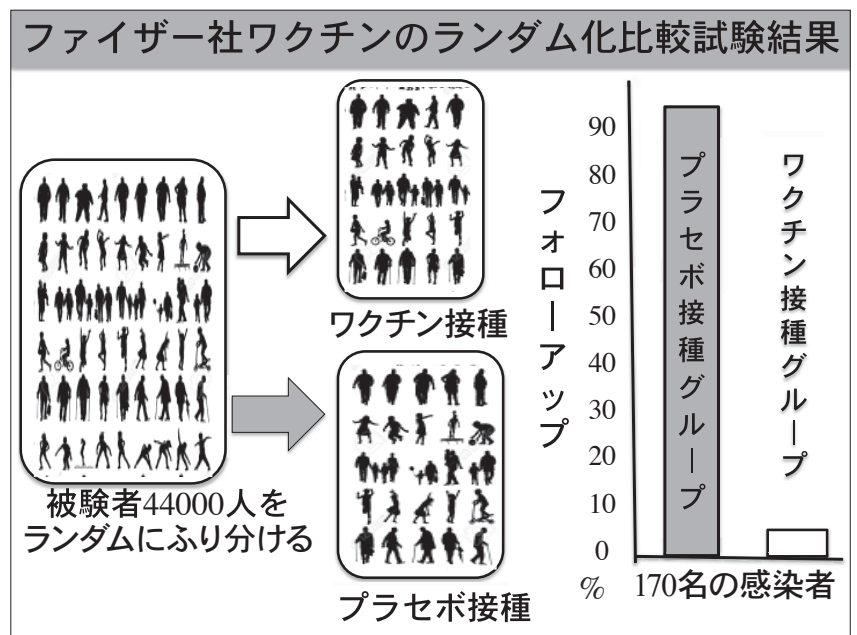 ファイザー社ワクチンのランダム化比較試験結果
被験者44000人を
ランダムにふり分ける
ワクチン接種
プラセボ接種
フォローアップ
90
80
70
60
50
40
30
20
10
0
%
プラセボ接種グループ
ワクチン接種グループ
170名の感染者